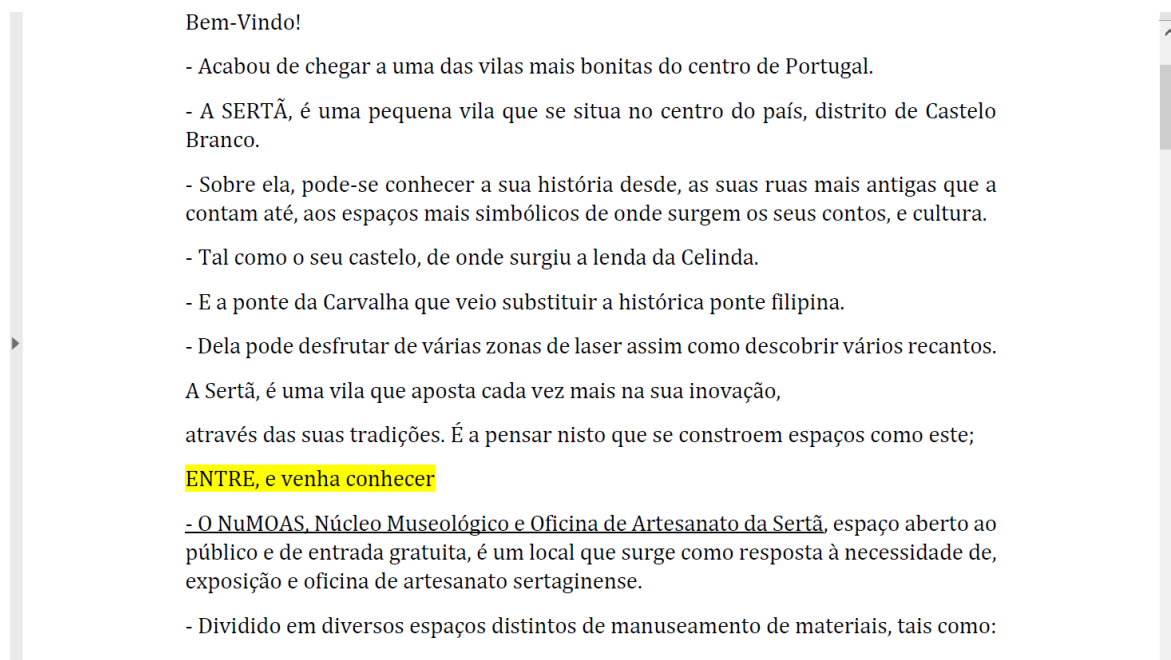 Bem-Vindo!
- Acabou de chegar a uma das vilas mais bonitas do centro de Portugal.
- A SERTÃ, é uma pequena vila que se situa no centro do país, distrito de Castelo
Branco.
- Sobre ela, pode-se conhecer a sua história desde, as suas ruas mais antigas que a
contam até, aos espaços mais simbólicos de onde surgem os seus contos, e cultura.
- Tal como o seu castelo, de onde surgiu a lenda da Celinda.
- E a ponte da Carvalha que veio substituir a histórica ponte filipina.
- Dela pode desfrutar de várias zonas de laser assim como descobrir vários recantos.
A Sertã, é uma vila que aposta cada vez mais na sua inovação,
através das suas tradições. É a pensar nisto que se constroem espaços como este;
ENTRE, e venha conhecer
- O NuMOAS, Núcleo Museológico e Oficina de Artesanato da Sertã, espaço aberto ao
público e de entrada gratuita, é um local que surge como resposta à necessidade de,
exposição e oficina de artesanato sertaginense.
- Dividido em diversos espaços distintos de manuseamento de materiais, tais como: